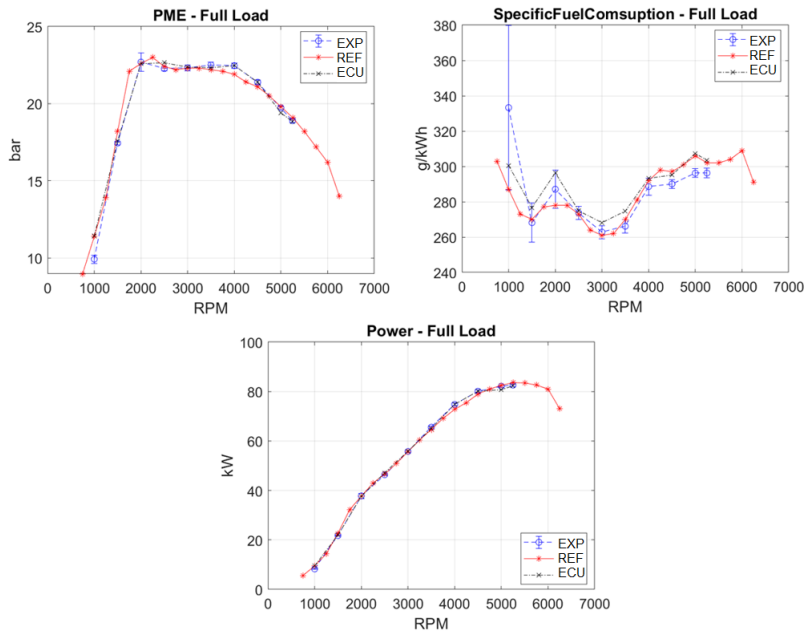 PME - Full Load
25
20
15
10
bar
0
1000
2000
3000
4000
5000
6000
7000
RPM
EXP
REF
ECU
SpecificFuelComsuption - Full Load
380
360
340
320
300
280
260
240
g/kWh
0
1000
2000
3000
4000
5000
6000
7000
RPM
EXP
REF
ECU
Power - Full Load
100
80
60
40
20
0
kW
0
1000
2000
3000
4000
5000
6000
7000
RPM
EXP
REF
ECU